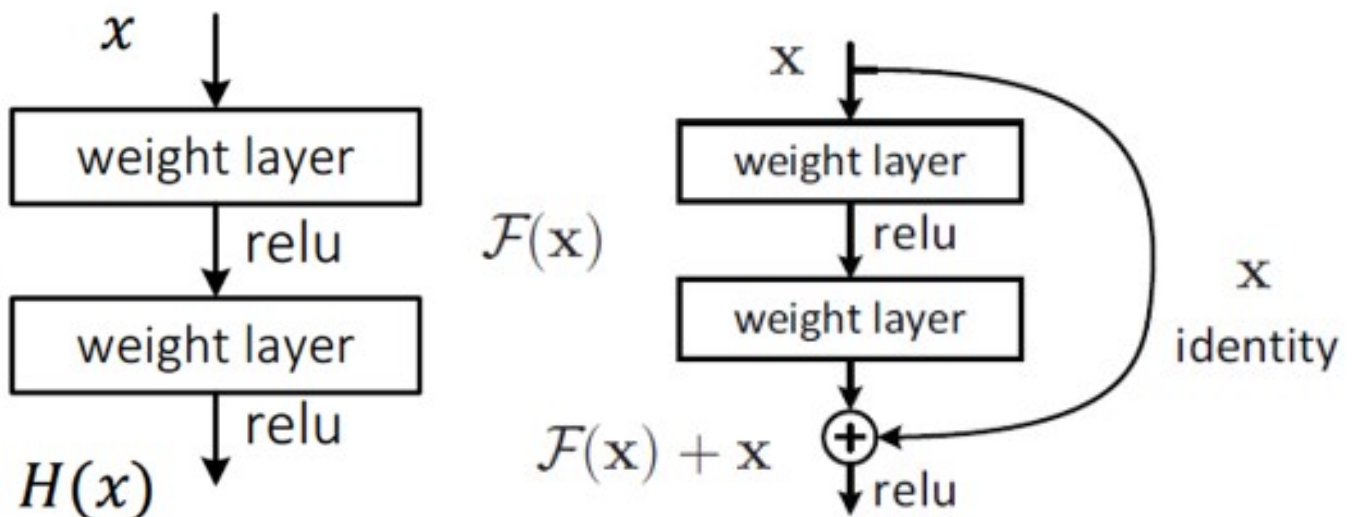 x
weight layer
relu
weight layer
relu
H(x)
x
weight layer
F(x)
relu
weight layer
x
identity
F(x) + x
relu